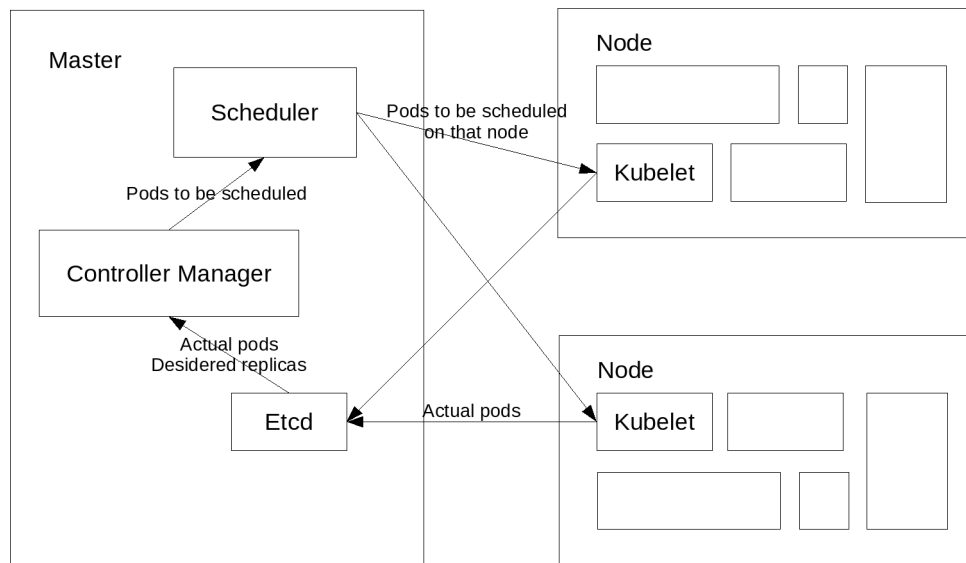 Master
Scheduler
Pods to be scheduled
Controller Manager
Actual pods
Desidered replicas
Etcd
Pods to be scheduled
on that node
Actual pods
Node
Kubelet
Node
Kubelet